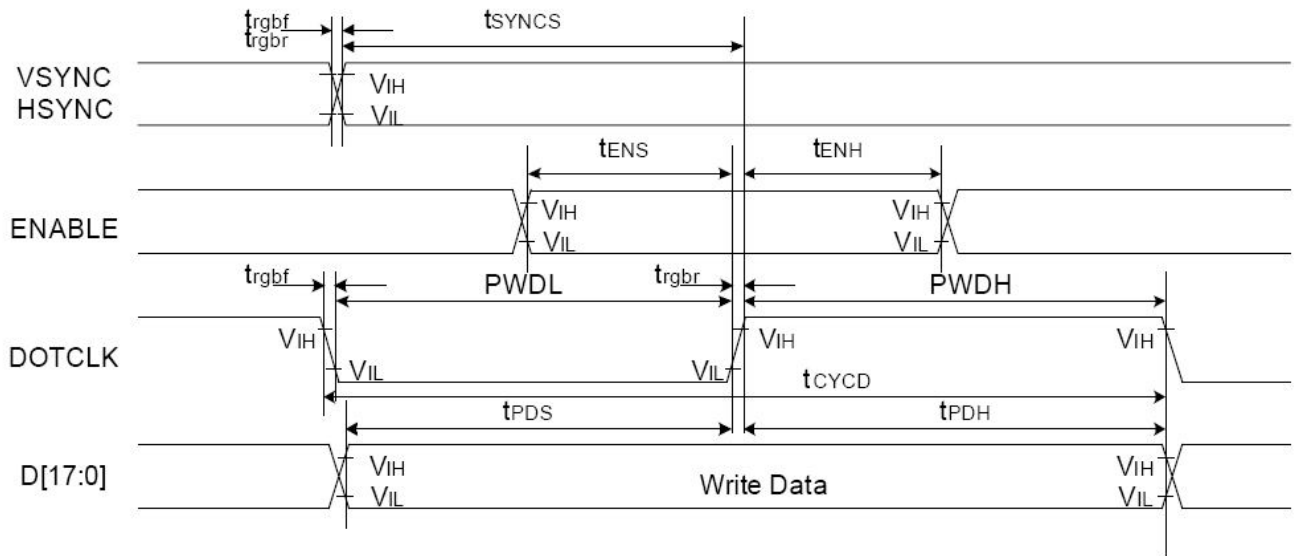 trgbf tSYNCS
trgbr
VSYNC
HSYNC
VIH
VIL
tENS tENH
ENABLE
VIH VIH
VIL VIL
trgbf PWDL trgbr PWDH
DOTCLK
VIH VIH VIH
VIL VIL
tCYCD
tPDS tPDH
D[17:0]
VIH Write Data VIH
VIL VIL